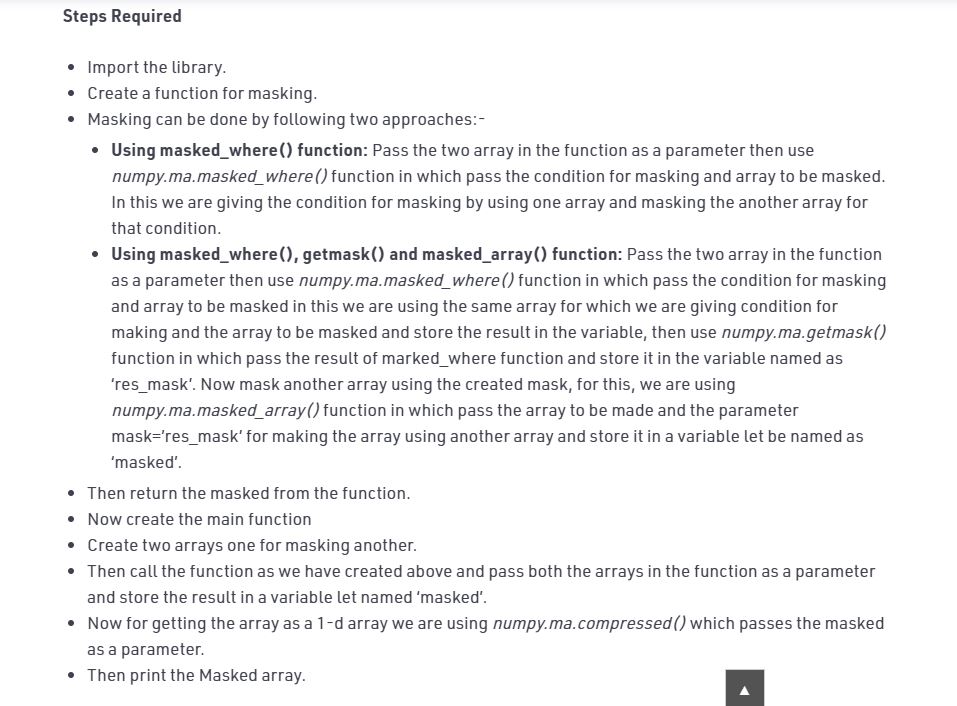 Steps Required
Import the library.
Create a function for masking.
Masking can be done by following two approaches:-
Using masked_where() function: Pass the two array in the function as a parameter then use
numpy.ma.masked_where() function in which pass the condition for masking and array to be masked.
In this we are giving the condition for masking by using one array and masking the another array for
that condition.
Using masked_where(), getmask() and masked_array() function: Pass the two array in the function
as a parameter then use numpy.ma.masked_where() function in which pass the condition for masking
and array to be masked in this we are using the same array for which we are giving condition for
making and the array to be masked and store the result in the variable, then use numpy.ma.getmask()
function in which pass the result of marked_where function and store it in the variable named as
‘res_mask’. Now mask another array using the created mask, for this, we are using
numpy.ma.masked_array() function in which pass the array to be made and the parameter
mask=’res_mask’ for making the array using another array and store it in a variable let be named as
‘masked’.
Then return the masked from the function.
Now create the main function
Create two arrays one for masking another.
Then call the function as we have created above and pass both the arrays in the function as a parameter
and store the result in a variable let named ‘masked’.
Now for getting the array as a 1-d array we are using numpy.ma.compressed() which passes the masked
as a parameter.
Then print the Masked array.